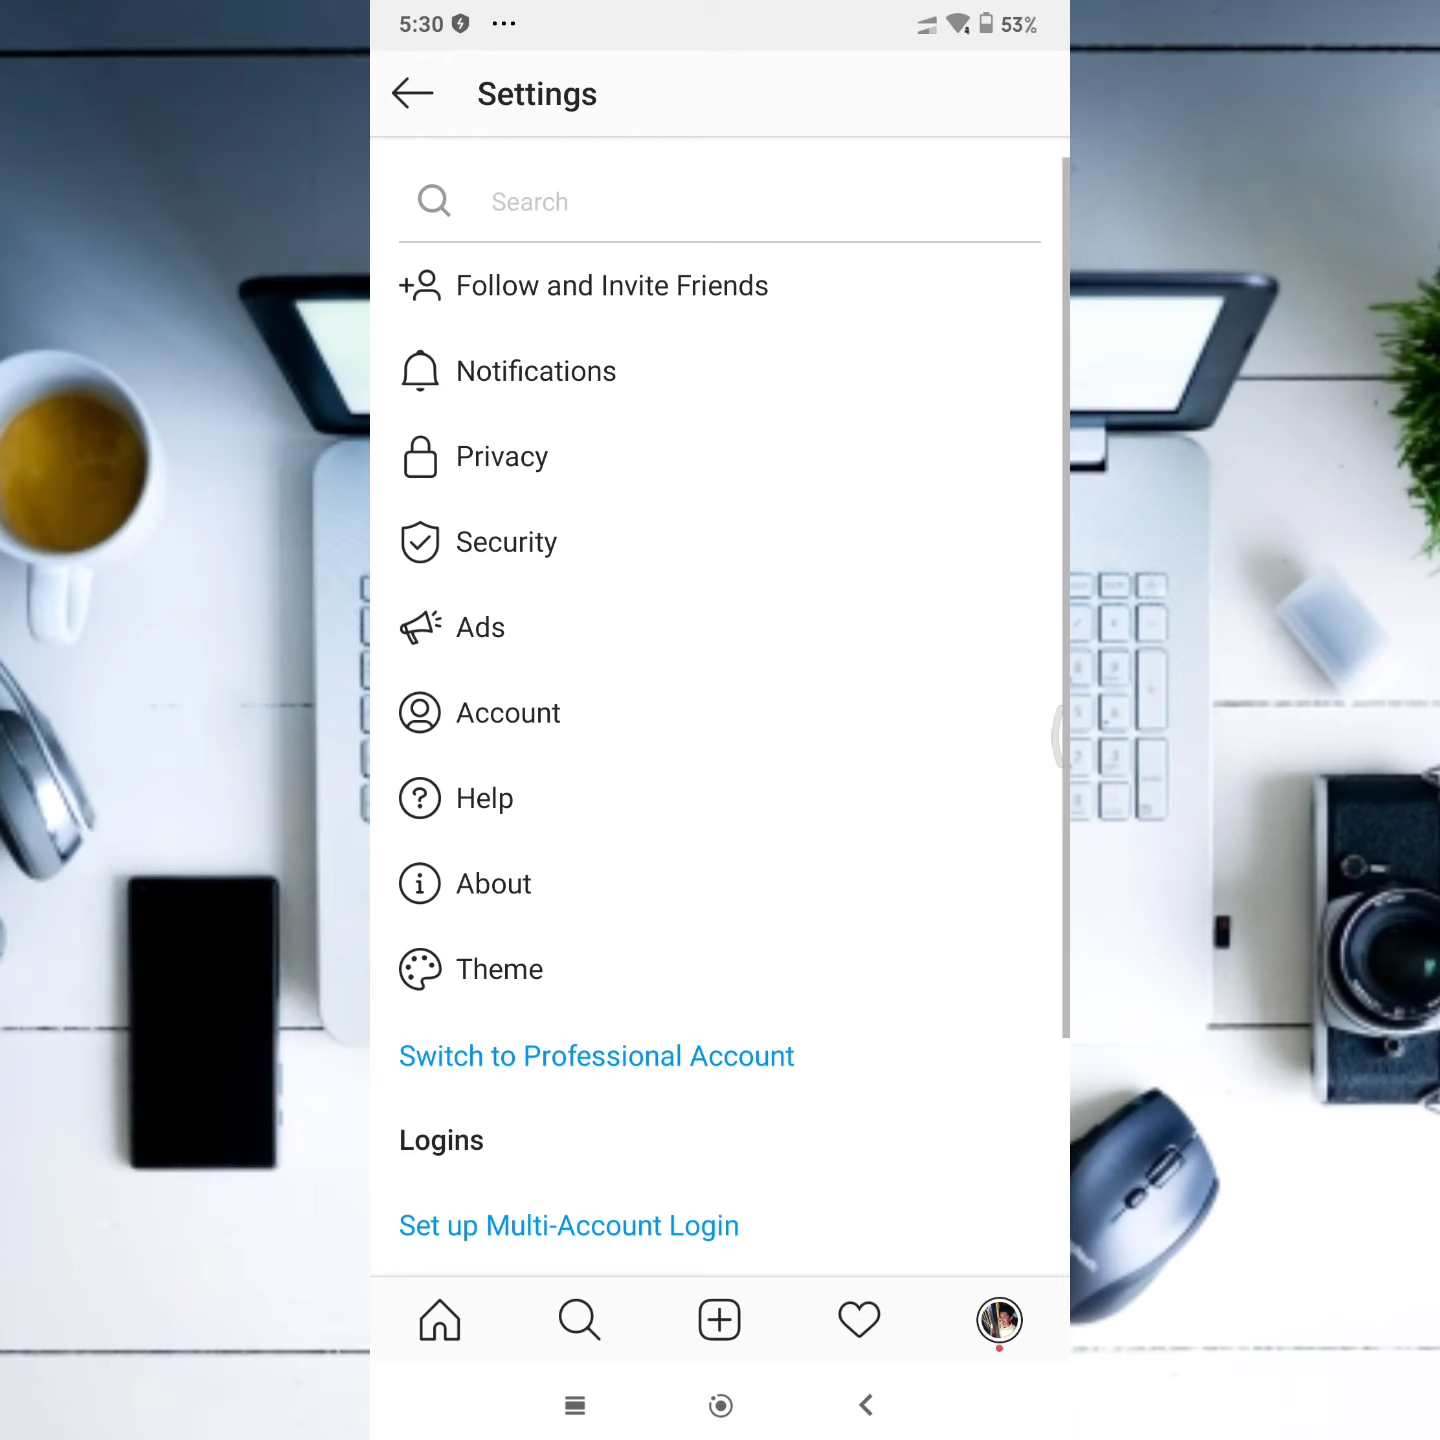 5:30 ... 53%
Settings
Search
Follow and Invite Friends
Notifications
Privacy
Security
Ads
Account
Help
About
Theme
Switch to Professional Account
Logins
Set up Multi-Account Login